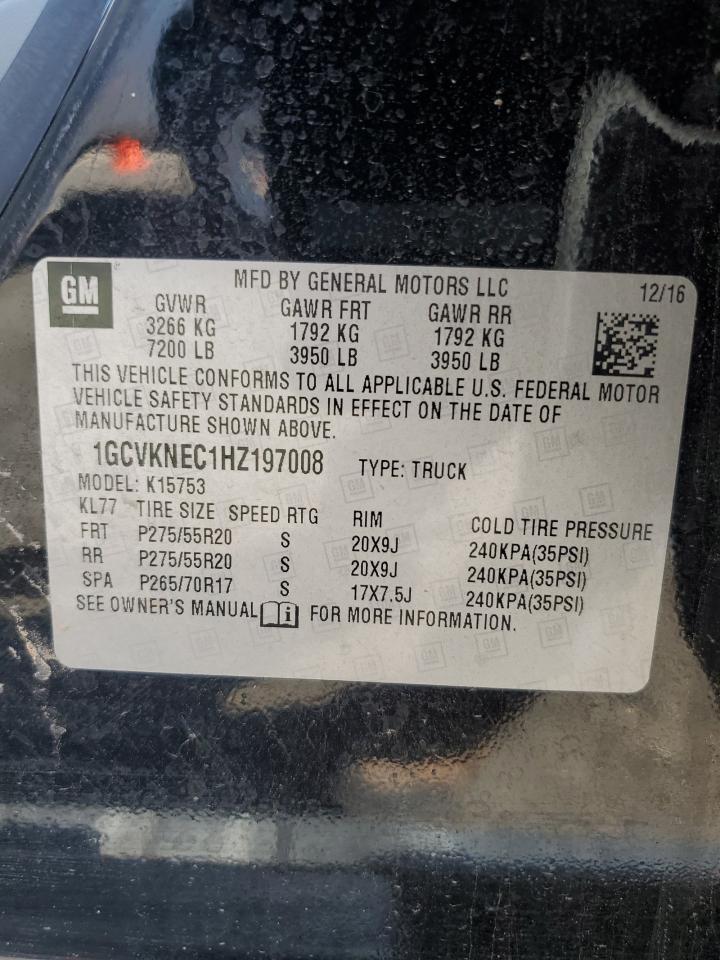 GM
MFD BY GENERAL MOTORS LLC 12/16
GVWR GAWR FRT GAWR RR
3266 KG 1792 KG 1792 KG
7200 LB 3950 LB 3950 LB
THIS VEHICLE CONFORMS TO ALL APPLICABLE U.S. FEDERAL MOTOR
VEHICLE SAFETY STANDARDS IN EFFECT ON THE DATE OF
MANUFACTURE SHOWN ABOVE.
1GCVKNEC1HZ197008 TYPE: TRUCK
MODEL: K15753
KL77 TIRE SIZE SPEED RTG RIM COLD TIRE PRESSURE
FRT P275/55R20 S 20X9J 240KPA(35PSI)
RR P275/55R20 S 20X9J 240KPA(35PSI)
SPA P265/70R17 S 17X7.5J 240KPA(35PSI)
SEE OWNER'S MANUAL i FOR MORE INFORMATION.